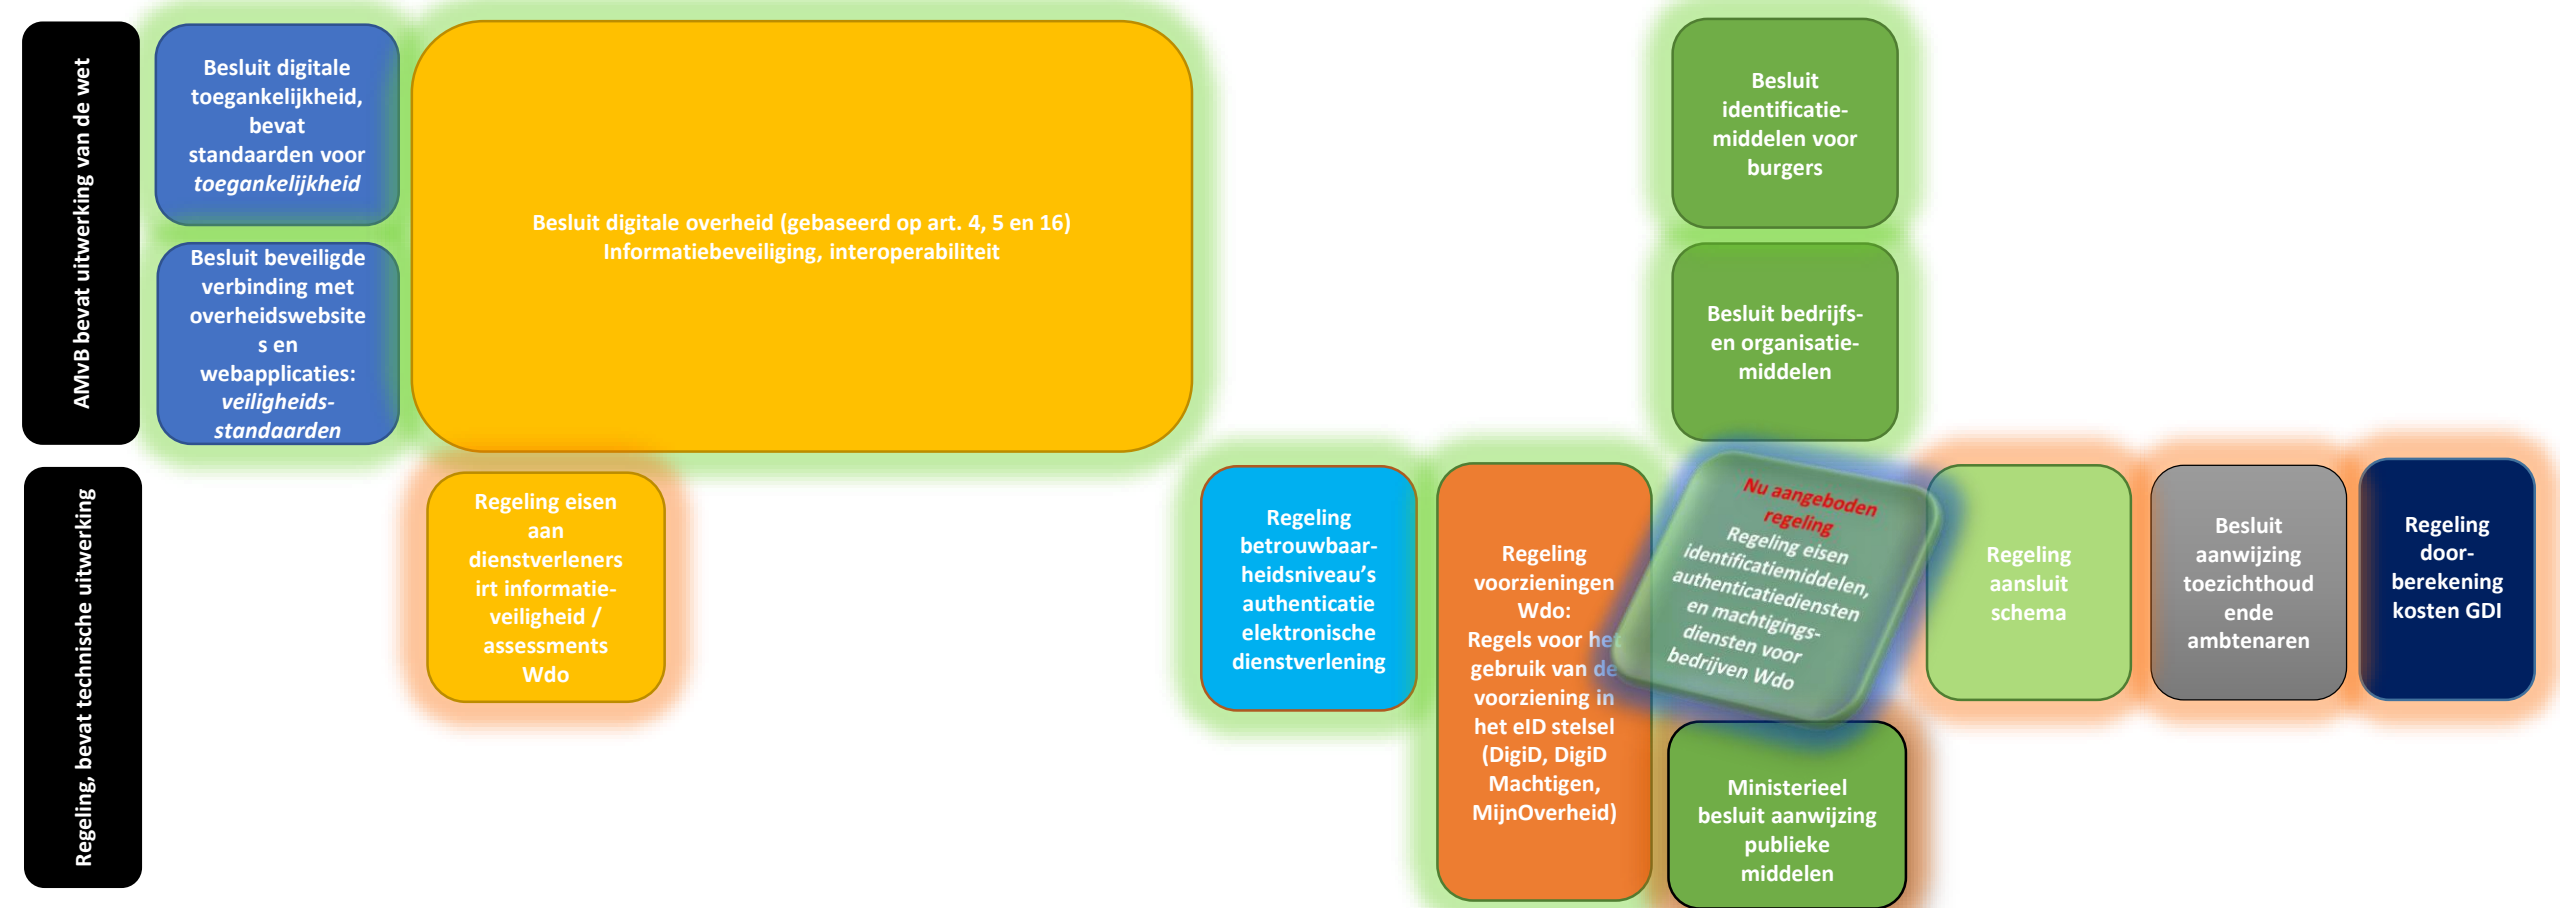 AMvB bevat uitwerking van de wet
Besluit digitale
toegankelijkheid,
bevat
standaarden voor
toegankelijkheid
Besluit beveiligde
verbinding met
overheidswebsite
s en
webapplicaties:
veiligheids-
standaarden
Besluit digitale overheid (gebaseerd op art. 4, 5 en 16)
Informatiebeveiliging, interoperabiliteit
Besluit
identificatie-
middelen voor
burgers
Besluit bedrijfs-
en organisatie-
middelen
Regeling, bevat technische uitwerking
Regeling eisen
aan
dienstverleners
irt informatie-
veiligheid /
assessments
Wdo
Regeling
betrouwbaar-
heidsniveau's
authenticatie
elektronische
dienstverlening
Regeling
voorzieningen
Wdo:
Regels voor het
gebruik van de
voorziening in
het eID stelsel
(DigiD, DigiD
Machtigen,
MijnOverheid)
Nu aangeboden
regeling
Regeling eisen
identificatiemiddelen,
authenticatiediensten
en machtigings-
diensten voor
bedrijven Wdo
Ministerieel
besluit aanwijzing
publieke
middelen
Regeling
aansluit
schema
Besluit
aanwijzing
toezichthoud
ende
ambtenaren
Regeling
door-
berekening
kosten GDI